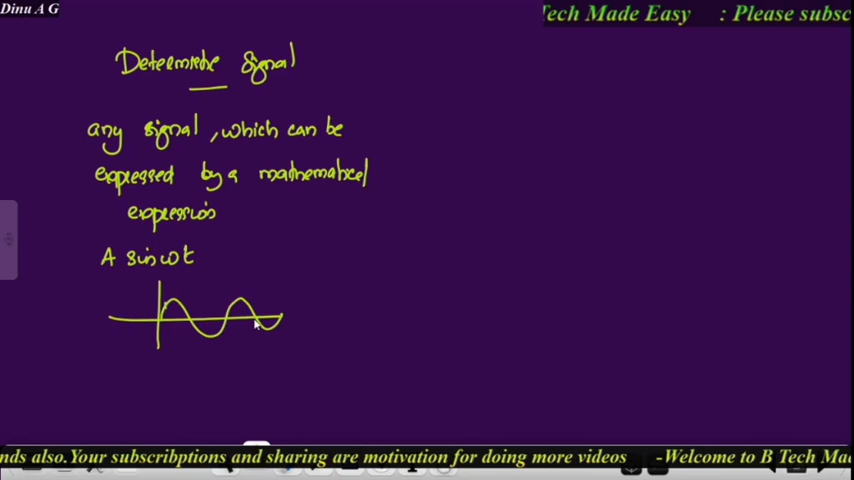 Dinu A G
Tech Made Easy : Please subsc
Determistic Signal
any signal, which can be
expressed by a mathematical
expression
A sin ωt
nds also.Your subscribptions and sharing are motivation for doing more videos -Welcome to B Tech Ma